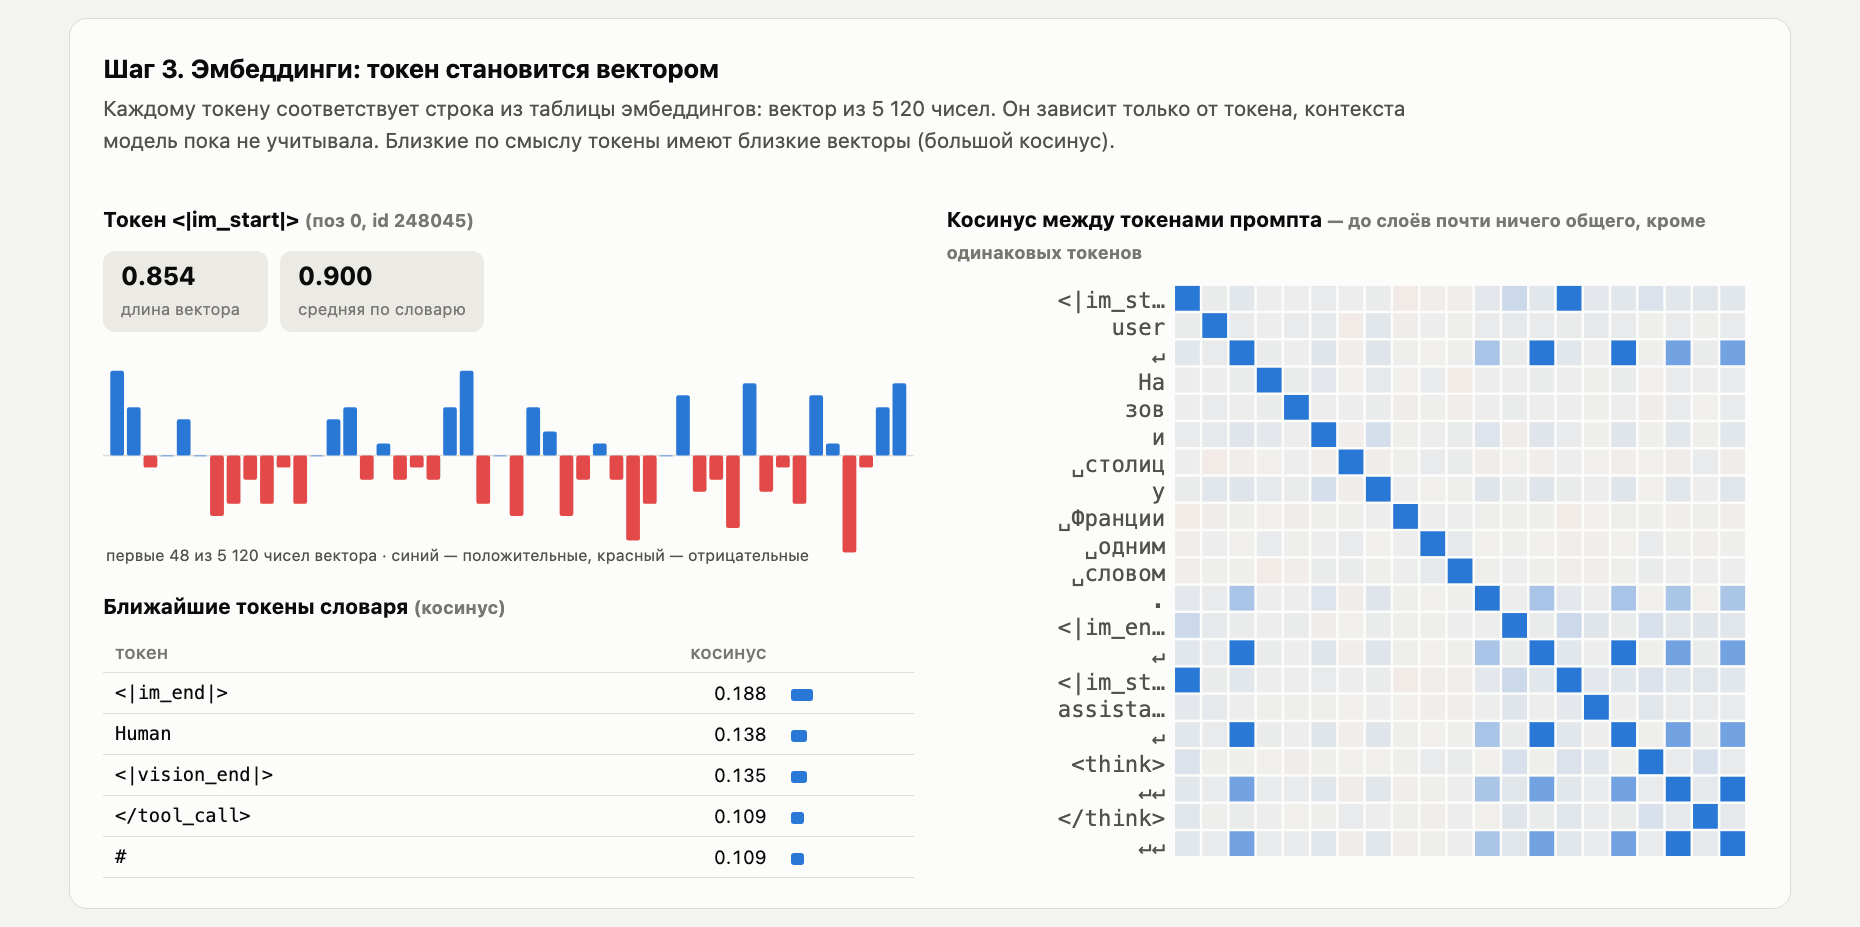 Шаг 3. Эмбеддинги: токен становится вектором
Каждому токену соответствует строка из таблицы эмбеддингов: вектор из 5 120 чисел. Он зависит только от токена, контекста
модель пока не учитывала. Близкие по смыслу токены имеют близкие векторы (большой косинус).
Токен <|im_start|> (поз 0, id 248045)
0.854
длина вектора
0.900
средняя по словарю
первые 48 из 5 120 чисел вектора · синий — положительные, красный — отрицательные
Ближайшие токены словаря (косинус)
токен косинус
<|im_end|> 0.188
Human 0.138
<|vision_end|> 0.135
</tool_call> 0.109
# 0.109
Косинус между токенами промпта — до слоёв почти ничего общего, кроме
одинаковых токенов
<|im_st…
user
↵
На
зов
и
␣столиц
у
␣Франции
␣одним
␣словом
.
<|im_en…
↵
<|im_st…
assista…
↵
<think>
↵↵
</think>
↵↵